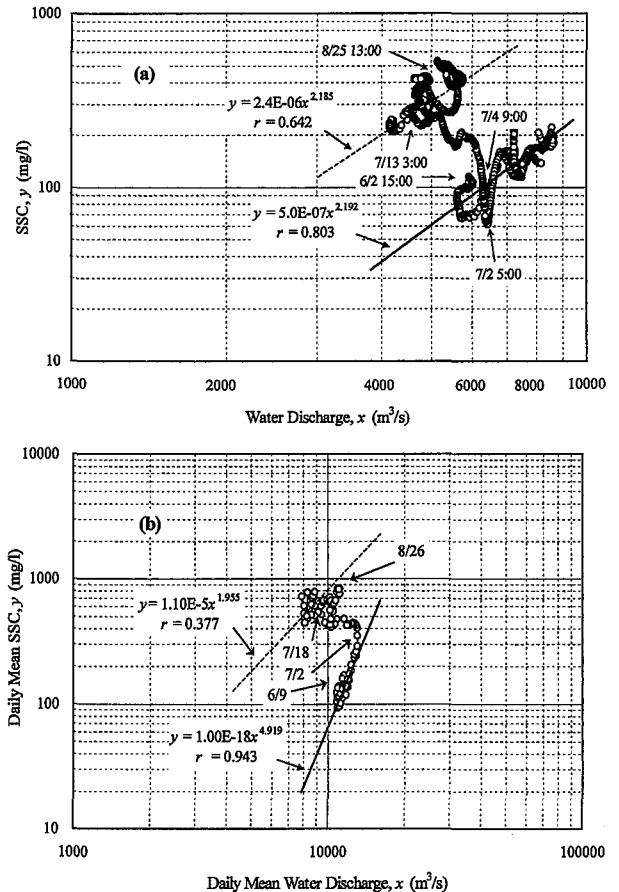 1000
(a)
8/25 13:00
y = 2.4E-06x^2.185
r = 0.642
7/4 9:00
7/13 3:00
6/2 15:00
100
y = 5.0E-07x^2.192
r = 0.803
7/2 5:00
SSC, y (mg/l)
10
1000 2000 4000 6000 8000 10000
Water Discharge, x (m³/s)
10000
(b)
8/26
1000
y = 1.10E-5x^1.955
r = 0.377
7/18
7/2
6/9
100
y = 1.00E-18x^4.919
r = 0.943
Daily Mean SSC, y (mg/l)
10
1000 10000 100000
Daily Mean Water Discharge, x (m³/s)